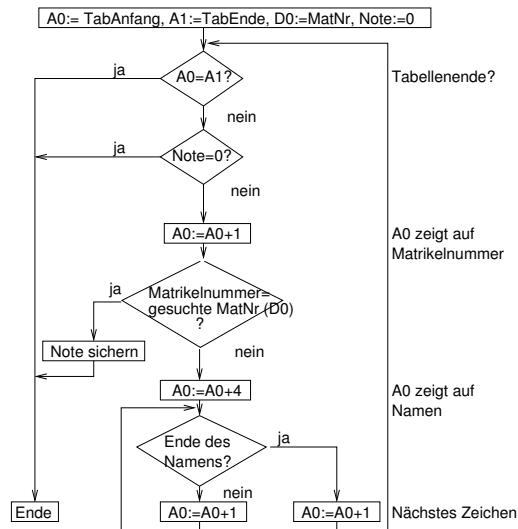 A0:= TabAnfang, A1:=TabEnde, D0:=MatNr, Note:=0
ja
A0=A1?
Tabellenende?
nein
ja
Note=0?
nein
A0:=A0+1
A0 zeigt auf
Matrikelnummer
ja
Matrikelnummer=
gesuchte MatNr (D0)
?
Note sichern
nein
A0:=A0+4
A0 zeigt auf
Namen
Ende des
Namens?
ja
nein
Ende
A0:=A0+1
A0:=A0+1
Nächstes Zeichen